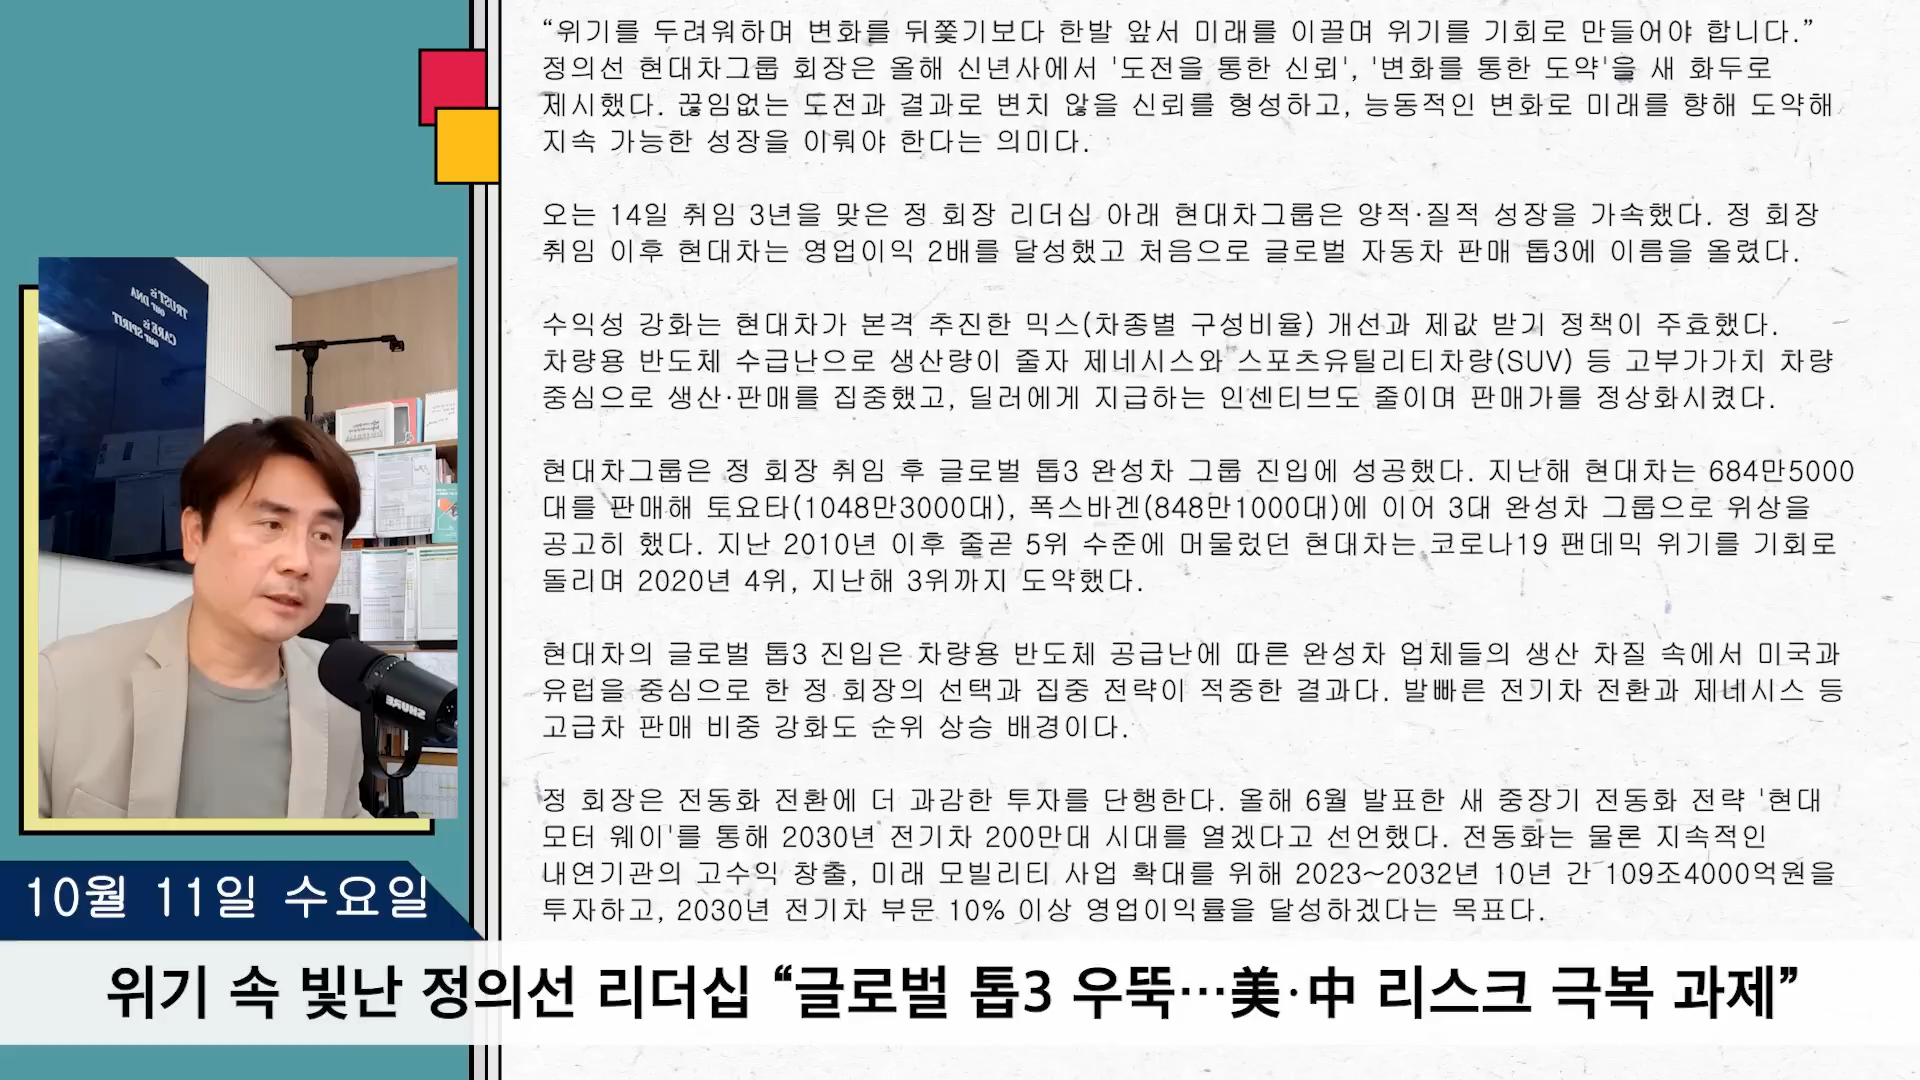 “위기를 두려워하며 변화를 뒤쫓기보다 한발 앞서 미래를 이끌며 위기를 기회로 만들어야 합니다.”
정의선 현대차그룹 회장은 올해 신년사에서 '도전을 통한 신뢰', '변화를 통한 도약'을 새 화두로
제시했다. 끊임없는 도전과 결과로 변치 않을 신뢰를 형성하고, 능동적인 변화로 미래를 향해 도약해
지속 가능한 성장을 이뤄야 한다는 의미다.
오는 14일 취임 3년을 맞은 정 회장 리더십 아래 현대차그룹은 양적·질적 성장을 가속했다. 정 회장
취임 이후 현대차는 영업이익 2배를 달성했고 처음으로 글로벌 자동차 판매 톱3에 이름을 올렸다.
수익성 강화는 현대차가 본격 추진한 믹스(차종별 구성비율) 개선과 제값 받기 정책이 주효했다.
차량용 반도체 수급난으로 생산량이 줄자 제네시스와 스포츠유틸리티차량(SUV) 등 고부가가치 차량
중심으로 생산·판매를 집중했고, 딜러에게 지급하는 인센티브도 줄이며 판매가를 정상화시켰다.
현대차그룹은 정 회장 취임 후 글로벌 톱3 완성차 그룹 진입에 성공했다. 지난해 현대차는 684만5000
대를 판매해 토요타(1048만3000대), 폭스바겐(848만1000대)에 이어 3대 완성차 그룹으로 위상을
공고히 했다. 지난 2010년 이후 줄곧 5위 수준에 머물렀던 현대차는 코로나19 팬데믹 위기를 기회로
돌리며 2020년 4위, 지난해 3위까지 도약했다.
현대차의 글로벌 톱3 진입은 차량용 반도체 공급난에 따른 완성차 업체들의 생산 차질 속에서 미국과
유럽을 중심으로 한 정 회장의 선택과 집중 전략이 적중한 결과다. 발빠른 전기차 전환과 제네시스 등
고급차 판매 비중 강화도 순위 상승 배경이다.
정 회장은 전동화 전환에 더 과감한 투자를 단행한다. 올해 6월 발표한 새 중장기 전동화 전략 '현대
모터 웨이'를 통해 2030년 전기차 200만대 시대를 열겠다고 선언했다. 전동화는 물론 지속적인
내연기관의 고수익 창출, 미래 모빌리티 사업 확대를 위해 2023~2032년 10년 간 109조4000억원을
투자하고, 2030년 전기차 부문 10% 이상 영업이익률을 달성하겠다는 목표다.
TRUST is
our DNA
CARE is SPIRIT
our
SHURE
10월 11일 수요일
위기 속 빛난 정의선 리더십 “글로벌 톱3 우뚝…美·中 리스크 극복 과제”